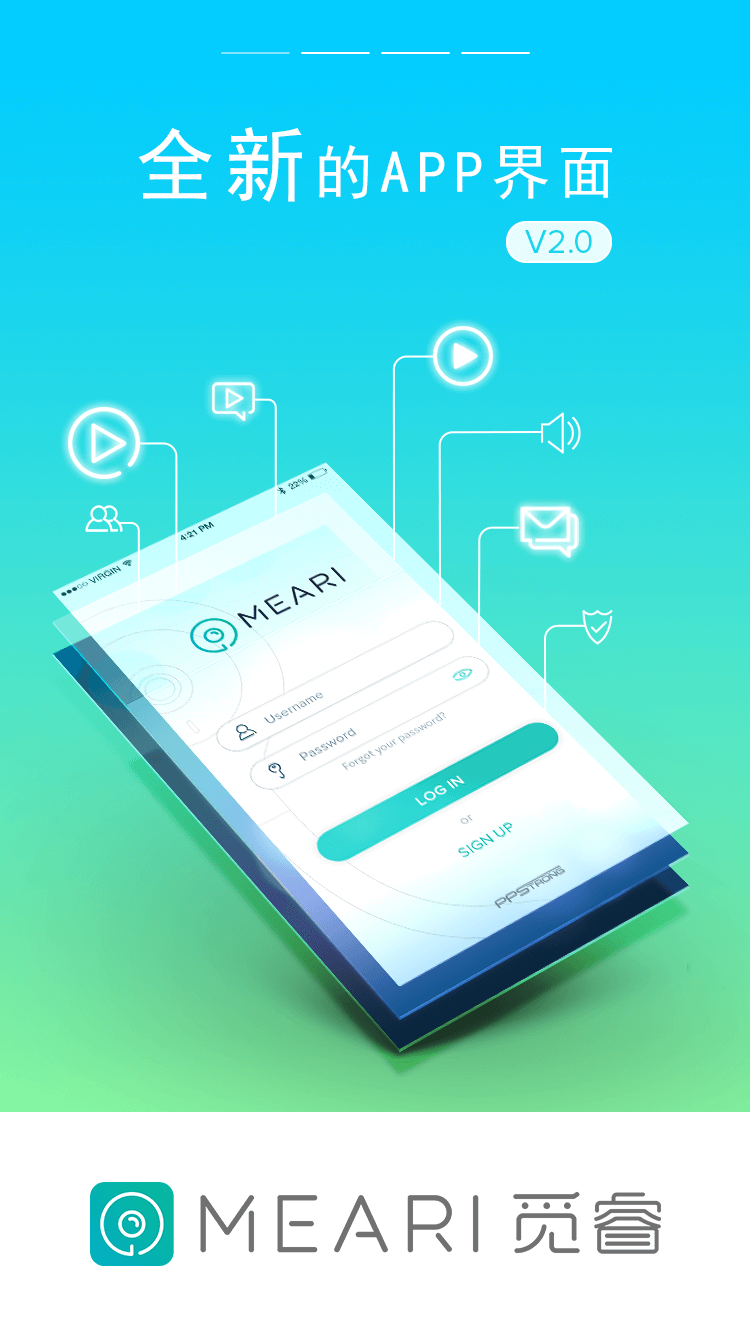 全新的APP界面
V2.0
VIRGIN
4:21 PM
22%
MEARI
Username
Password
Forgot your password?
LOG IN
or
SIGN UP
PPSTRONG
MEARI 觅睿